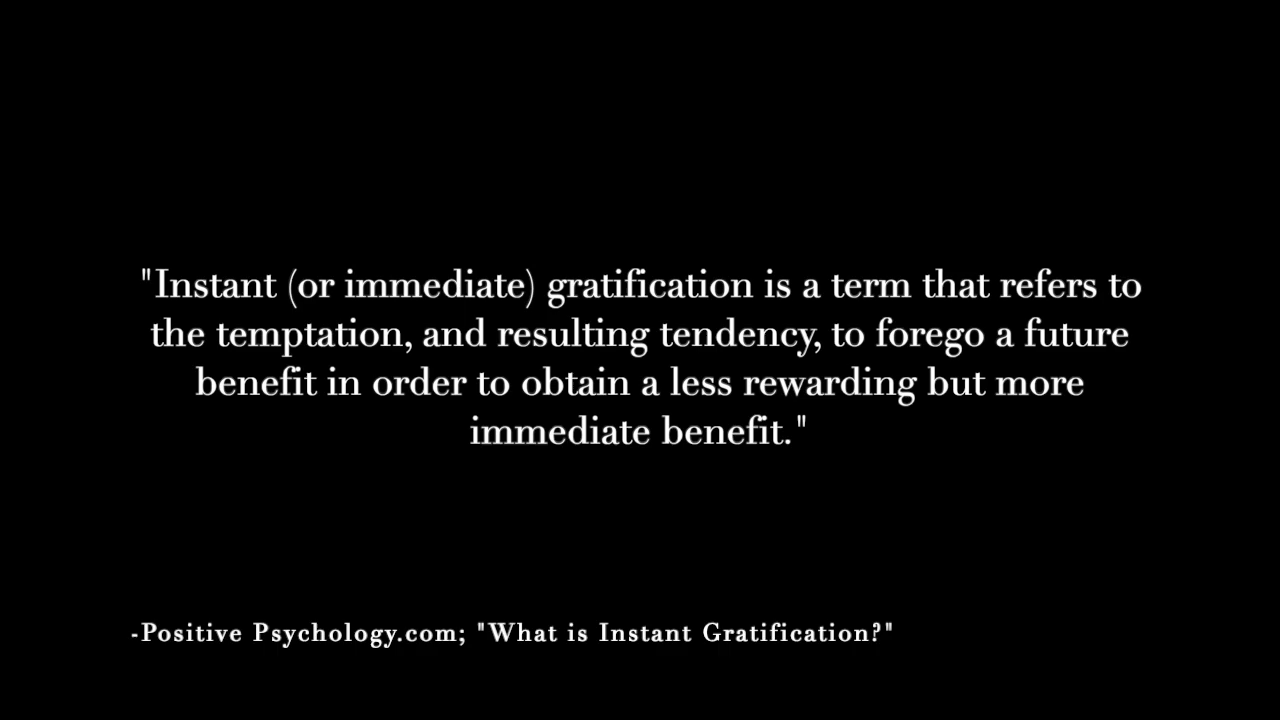 "Instant (or immediate) gratification is a term that refers to
the temptation, and resulting tendency, to forego a future
benefit in order to obtain a less rewarding but more
immediate benefit."
-Positive Psychology.com; "What is Instant Gratification?"